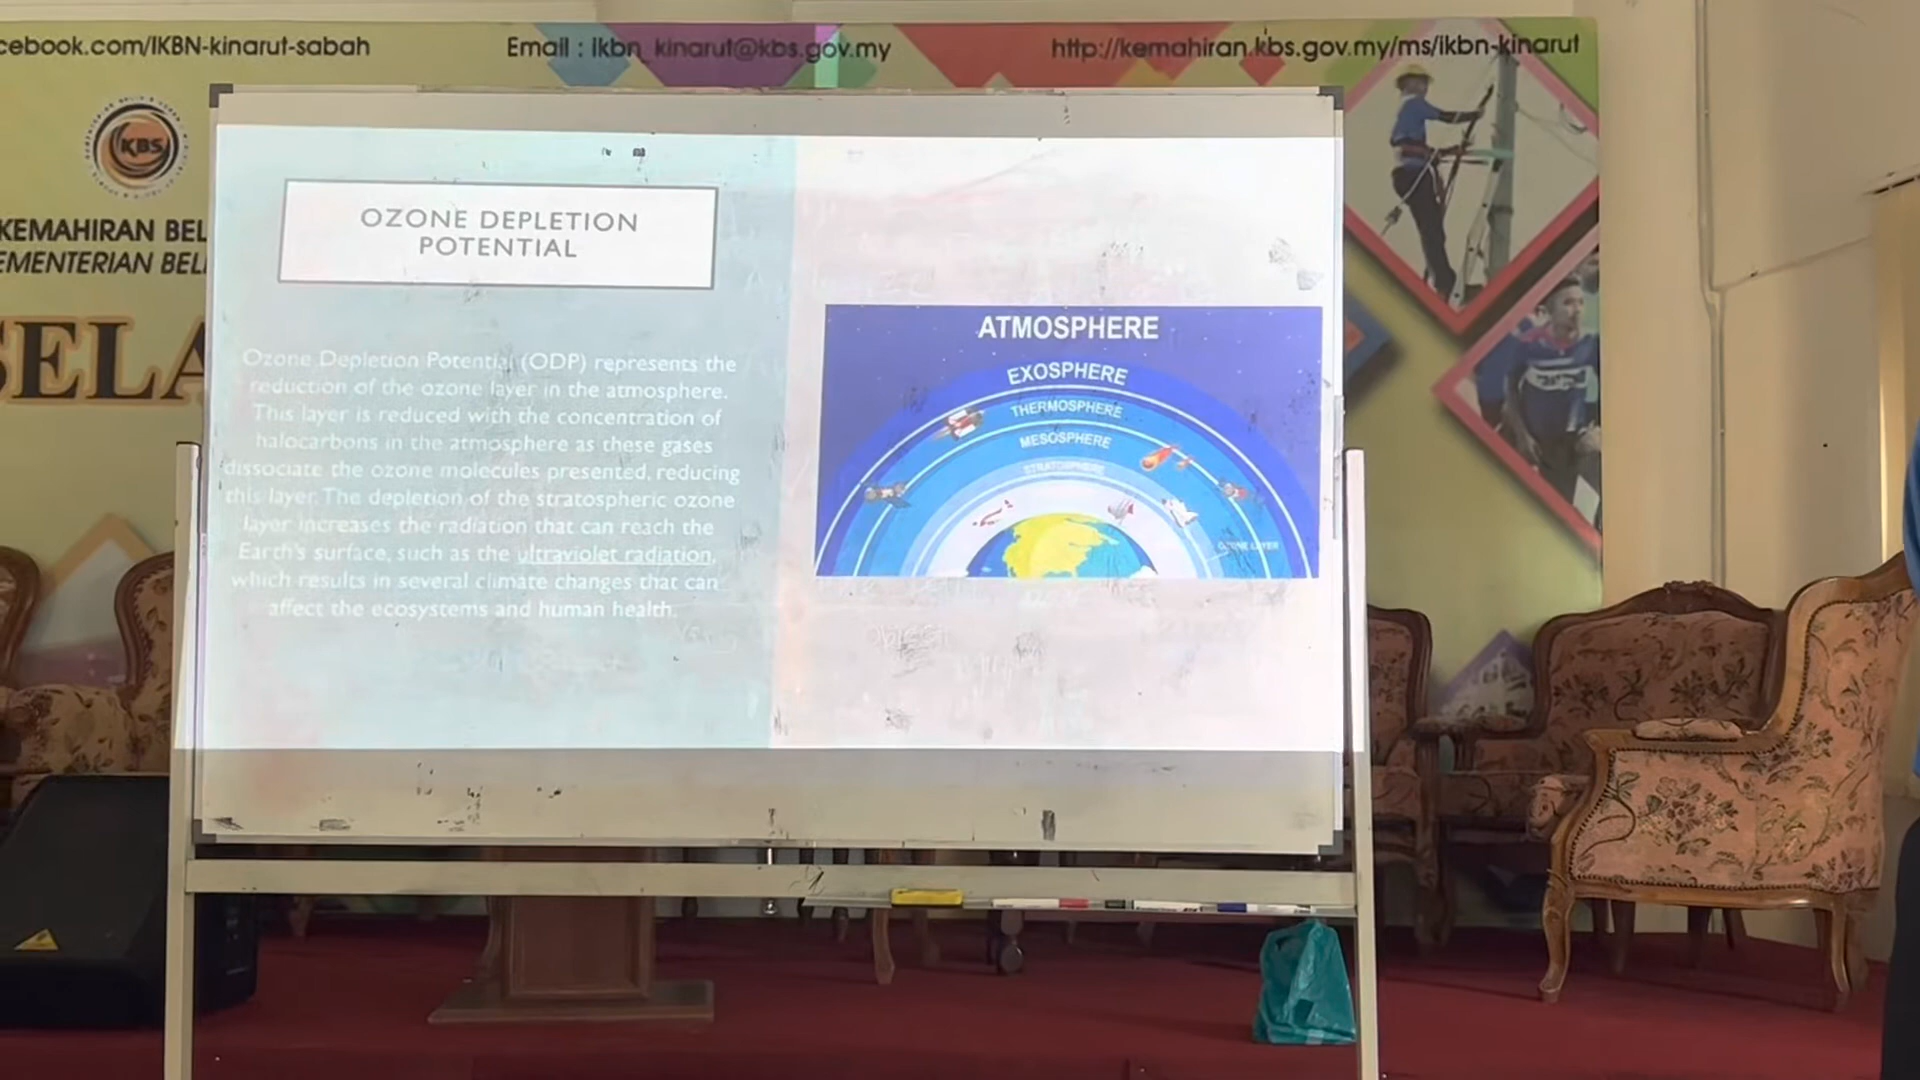 cebook.com/IKBN-kinarut-sabah
Email : ikbn_kinarut@kbs.gov.my
http://kemahiran.kbs.gov.my/ms/ikbn-kinarut
KBS
KEMAHIRAN BEL
EMENTERIAN BELI
SELA
OZONE DEPLETION
POTENTIAL
Ozone Depletion Potential (ODP) represents the
reduction of the ozone layer in the atmosphere.
This layer is reduced with the concentration of
halocarbons in the atmosphere as these gases
dissociate the ozone molecules presented, reducing
this layer. The depletion of the stratospheric ozone
layer increases the radiation that can reach the
Earth's surface, such as the ultraviolet radiation,
which results in several climate changes that can
affect the ecosystems and human health.
ATMOSPHERE
EXOSPHERE
THERMOSPHERE
MESOSPHERE
STRATOSPHERE
OZONE LAYER